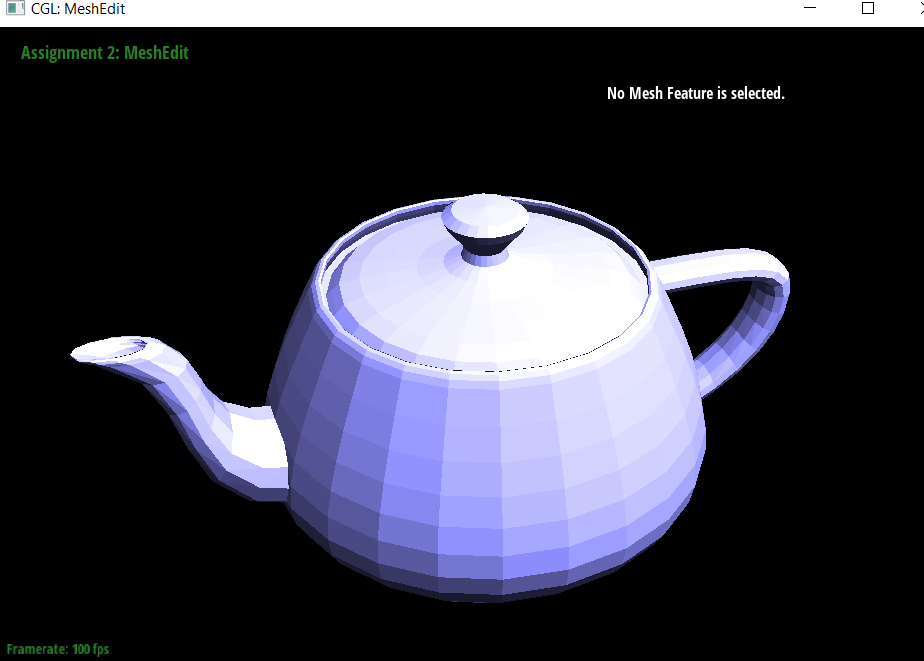 CGL: MeshEdit
Assignment 2: MeshEdit
No Mesh Feature is selected.
Framerate: 100 fps